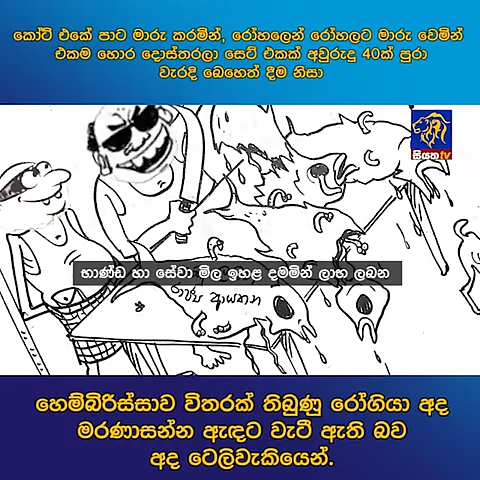 කෝට් එකේ පාට මාරු කරමින්, රෝහලෙන් රෝහලට මාරු වෙමින්
එකම හොර දොස්තරලා සෙට් එකක් අවුරුදු 40ක් පුරා
වැරදි බෙහෙත් දීම නිසා
සියත tv
භාණ්ඩ හා සේවා මිල ඉහළ දමමින් ලාභ ලබන
රාජ්‍ය ආයතන
හෙම්බිරිස්සාව විතරක් තිබුණු රෝගියා අද
මරණාසන්න ඇඳට වැටී ඇති බව
අද ටෙලිවැකියෙන්.